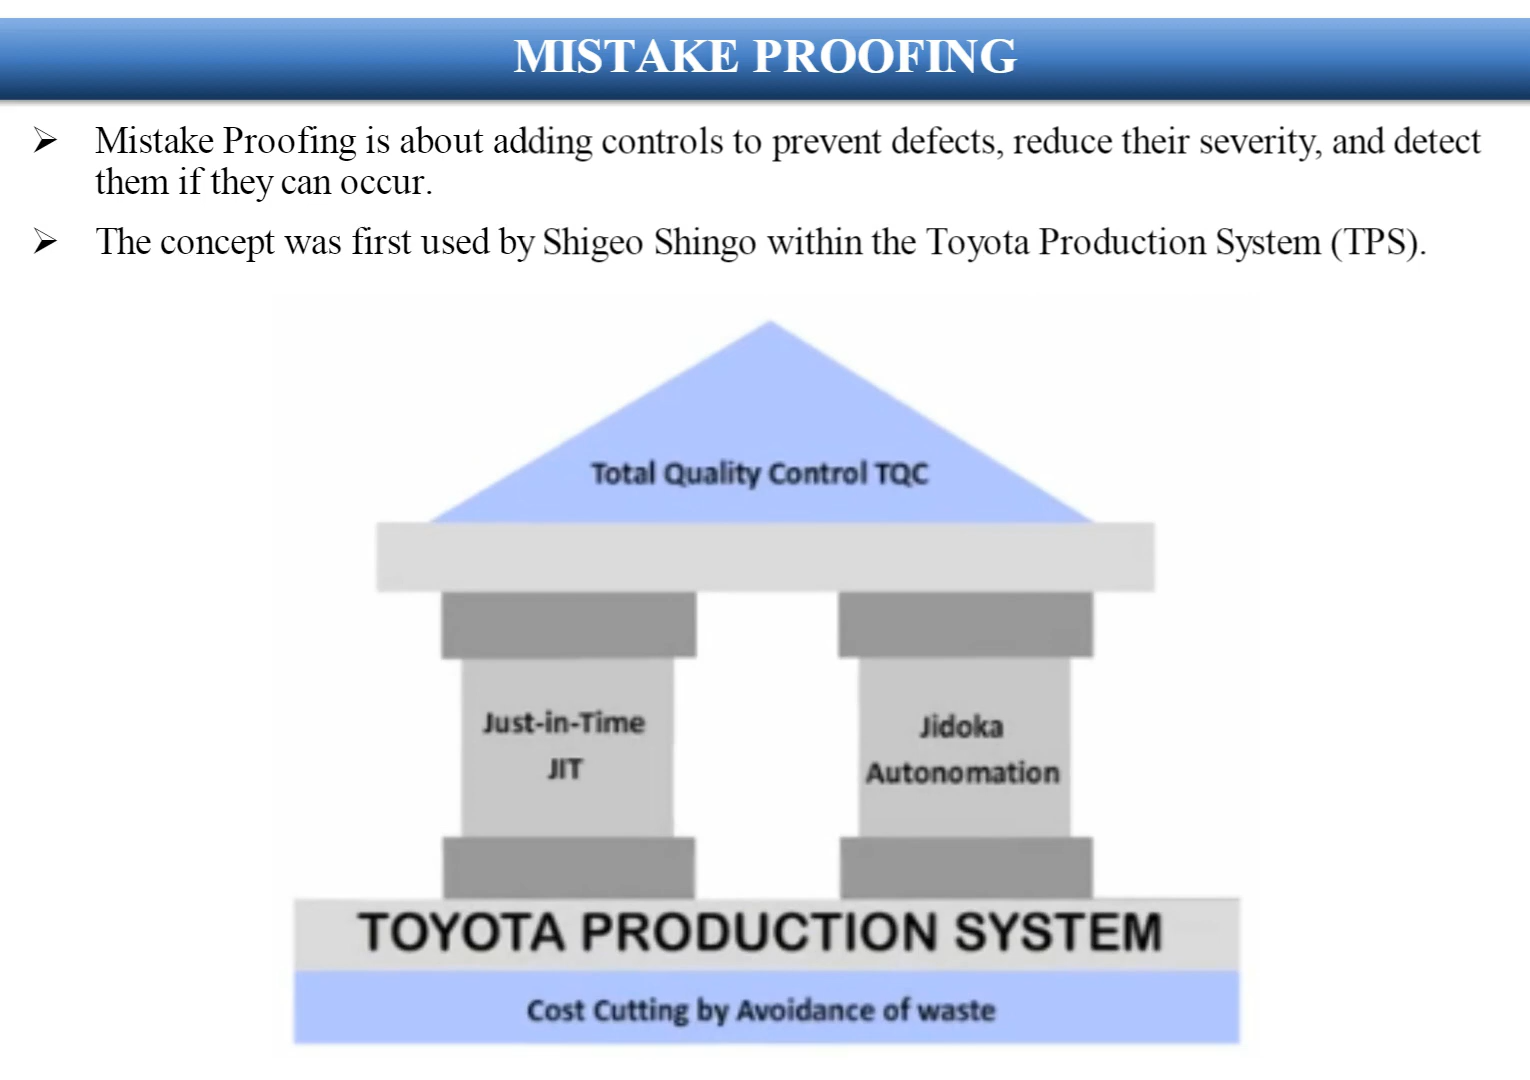 MISTAKE PROOFING
Mistake Proofing is about adding controls to prevent defects, reduce their severity, and detect
them if they can occur.
The concept was first used by Shigeo Shingo within the Toyota Production System (TPS).
Total Quality Control TQC
Just-in-Time
JIT
Jidoka
Autonomation
TOYOTA PRODUCTION SYSTEM
Cost Cutting by Avoidance of waste